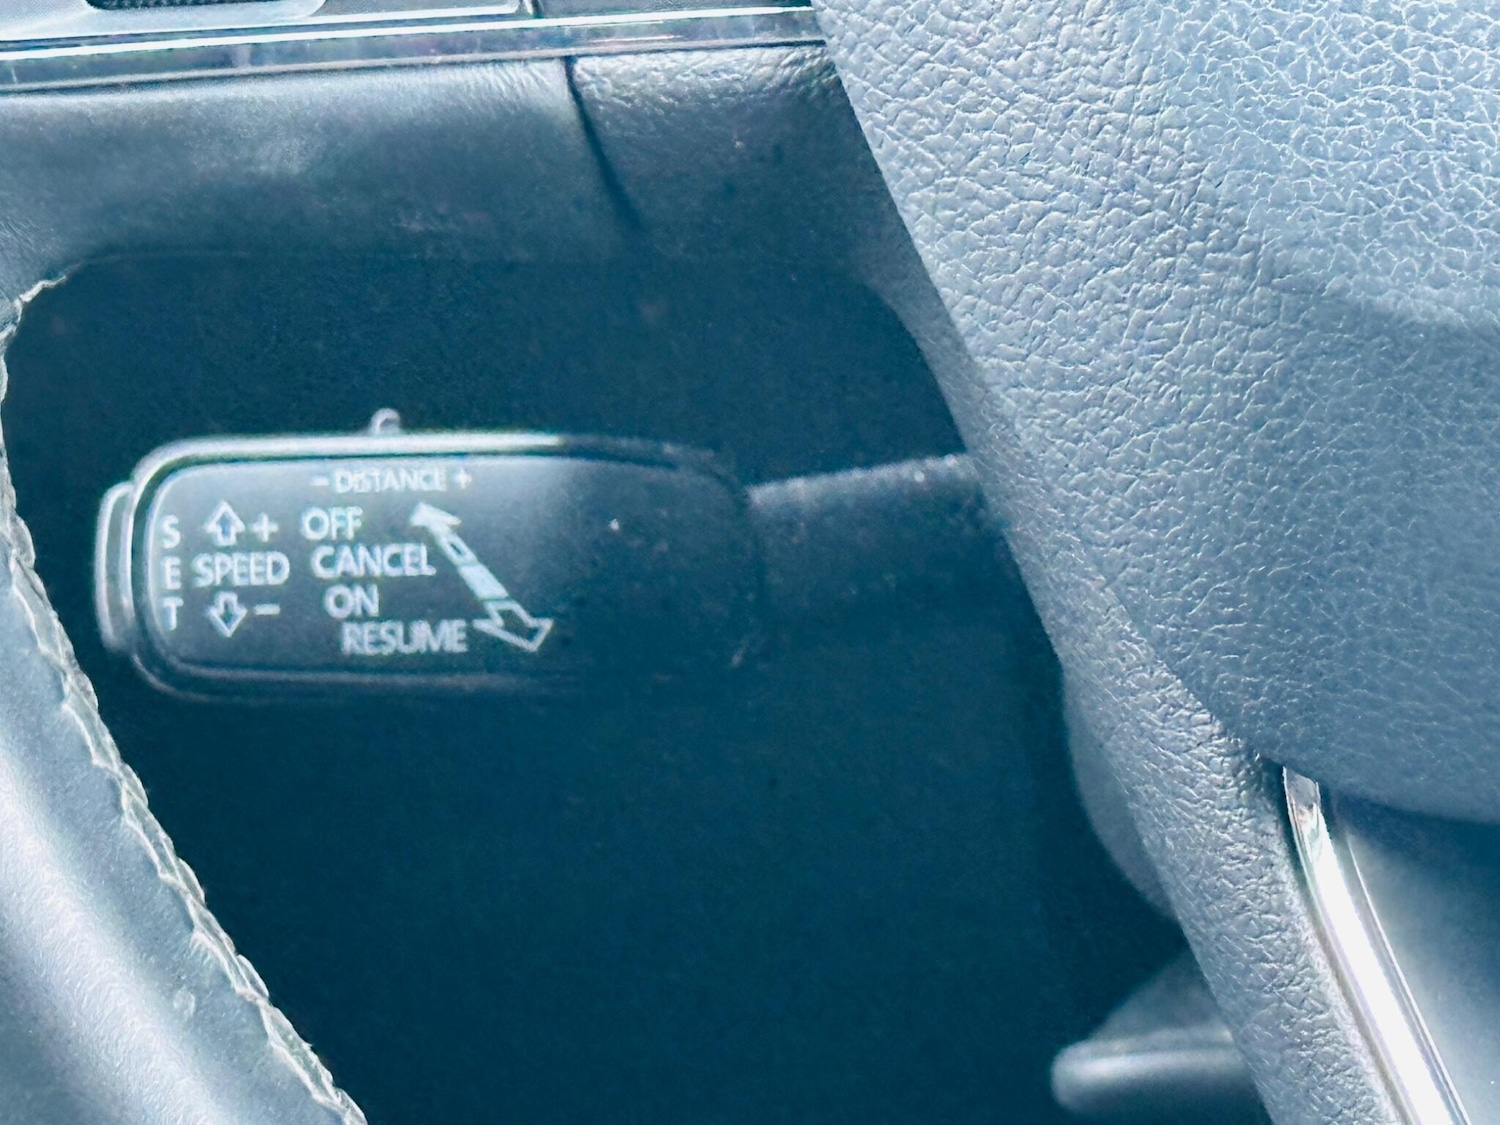 - DISTANCE +
S + OFF
E SPEED CANCEL
T - ON
RESUME